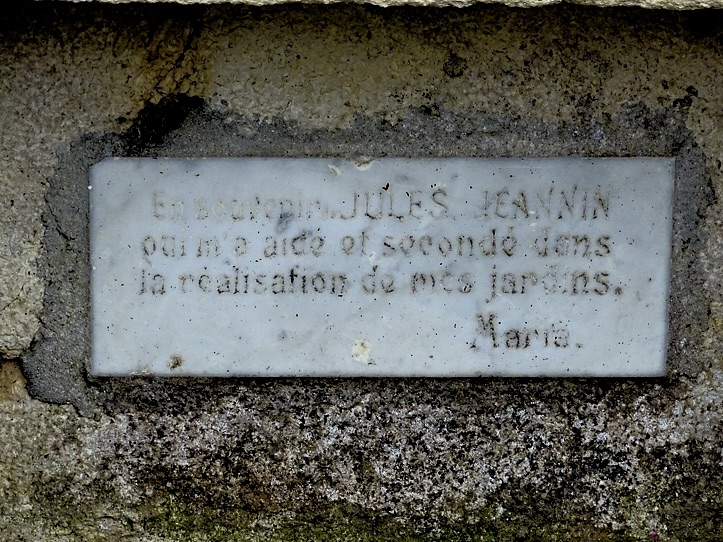 En souvenir JULES JEANNIN
qui m'a aidé et secondé dans
la réalisation de mes jardins.
Maria.